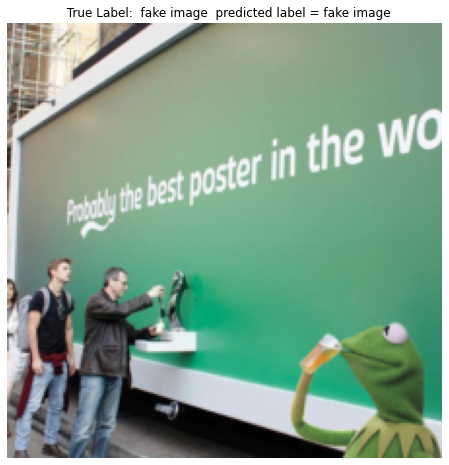 True Label:  fake image  predicted label = fake image
Probably the best poster in the wo